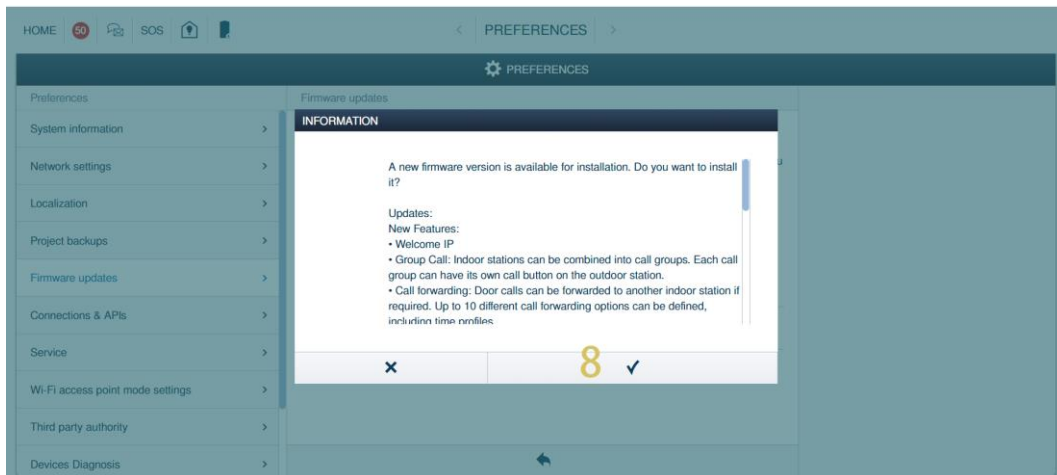 HOME 50 SOS < PREFERENCES >
PREFERENCES
Preferences
Firmware updates
System information >
Network settings >
Localization >
Project backups >
Firmware updates >
Connections & APIs >
Service >
Wi-Fi access point mode settings >
Third party authority >
Devices Diagnosis >
INFORMATION
A new firmware version is available for installation. Do you want to install
it?
Updates:
New Features:
• Welcome IP
• Group Call: Indoor stations can be combined into call groups. Each call
group can have its own call button on the outdoor station.
• Call forwarding: Door calls can be forwarded to another indoor station if
required. Up to 10 different call forwarding options can be defined,
including time profiles
8